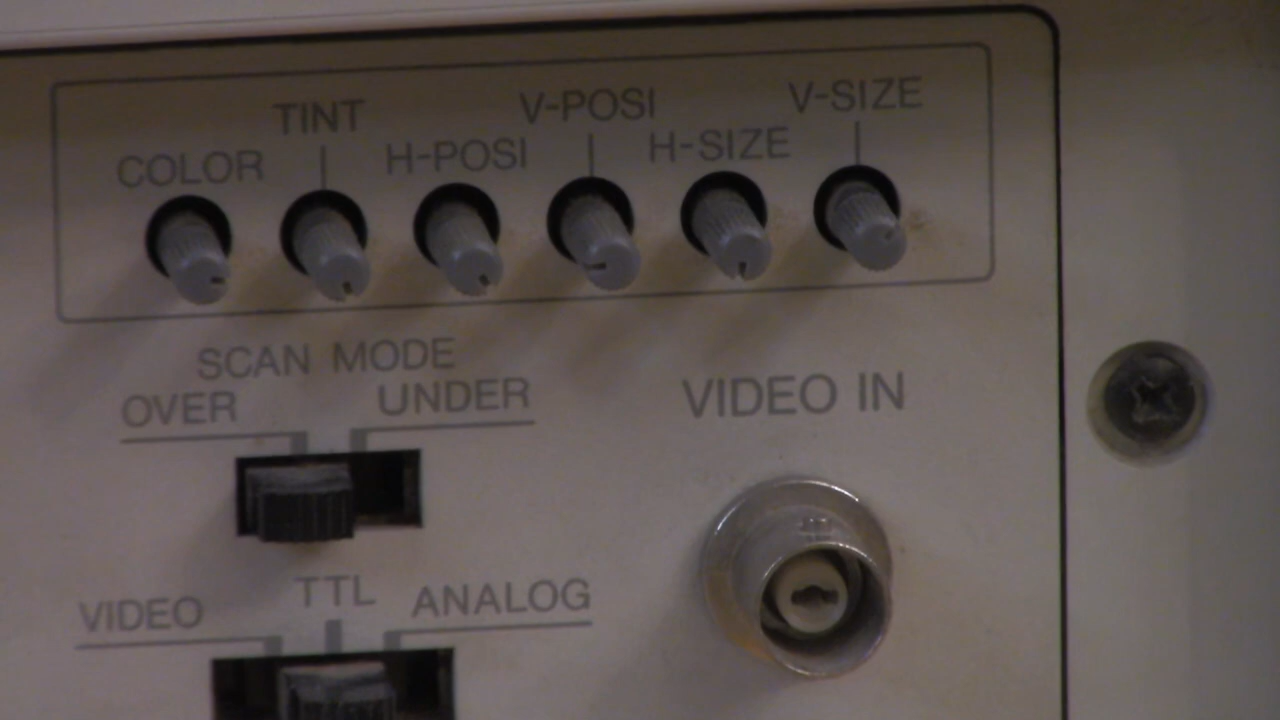 COLOR
TINT
H-POSI
V-POSI
H-SIZE
V-SIZE
SCAN MODE
OVER
UNDER
VIDEO IN
VIDEO
TTL
ANALOG